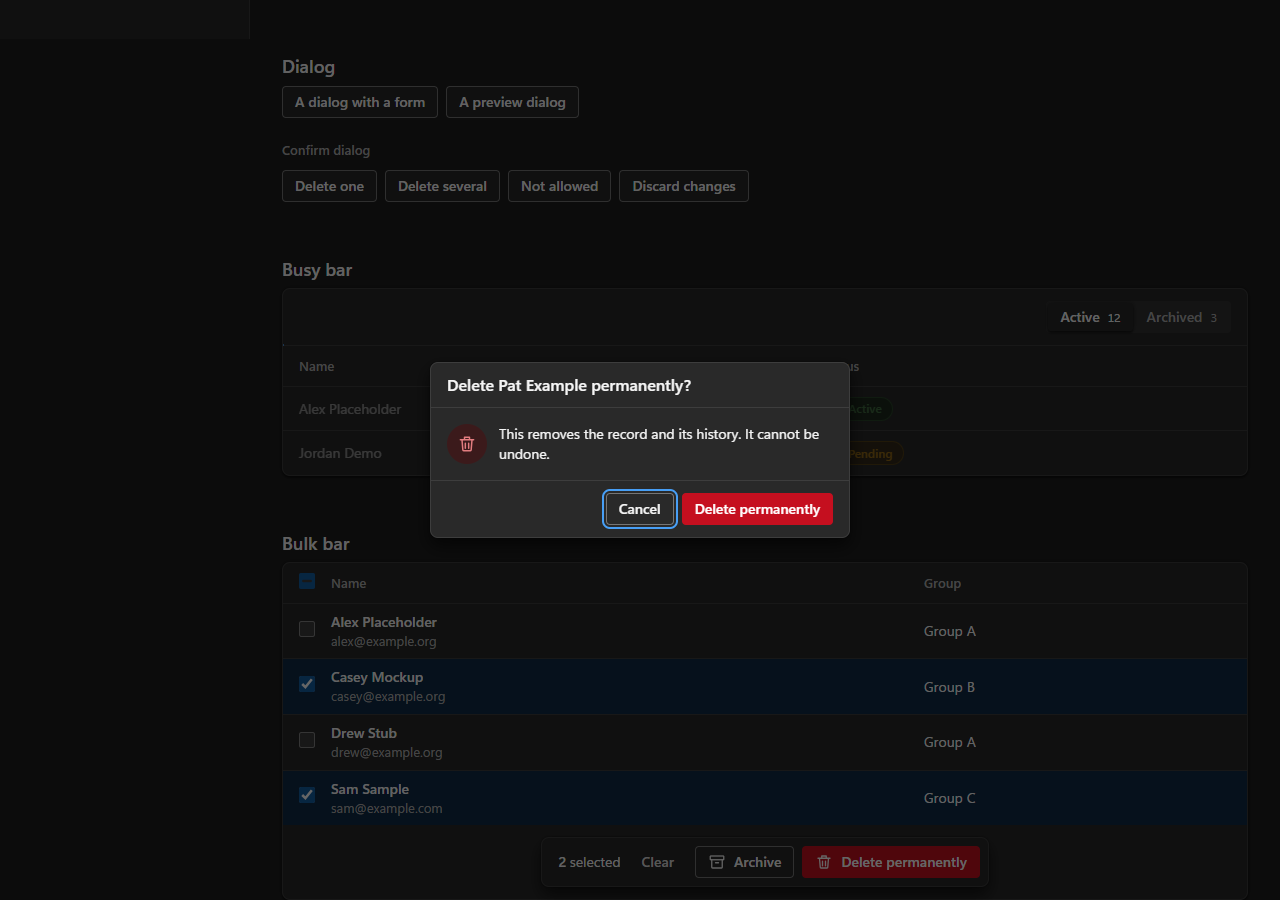 Dialog
A dialog with a form
A preview dialog
Confirm dialog
Delete one
Delete several
Not allowed
Discard changes
Busy bar
Active 12
Archived 3
Name
Alex Placeholder
Active
Jordan Demo
Pending
Delete Pat Example permanently?
This removes the record and its history. It cannot be
undone.
Cancel
Delete permanently
Bulk bar
Name
Group
Alex Placeholder
alex@example.org
Group A
Casey Mockup
casey@example.org
Group B
Drew Stub
drew@example.org
Group A
Sam Sample
sam@example.com
Group C
2 selected
Clear
Archive
Delete permanently